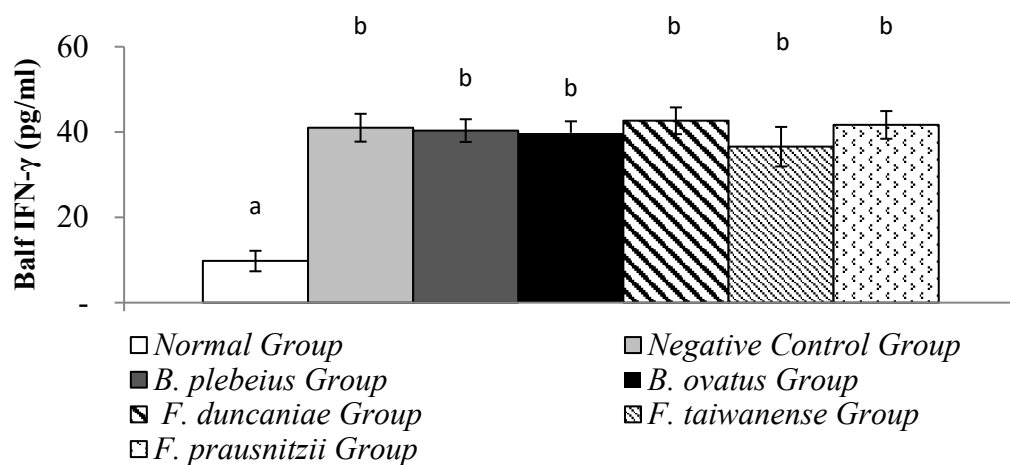 b b b
60
b
b
b
40
a
20
-
Balf IFN-γ (pg/ml)
Normal Group Negative Control Group
B. plebeius Group B. ovatus Group
F. duncaniae Group F. taiwanense Group
F. prausnitzii Group